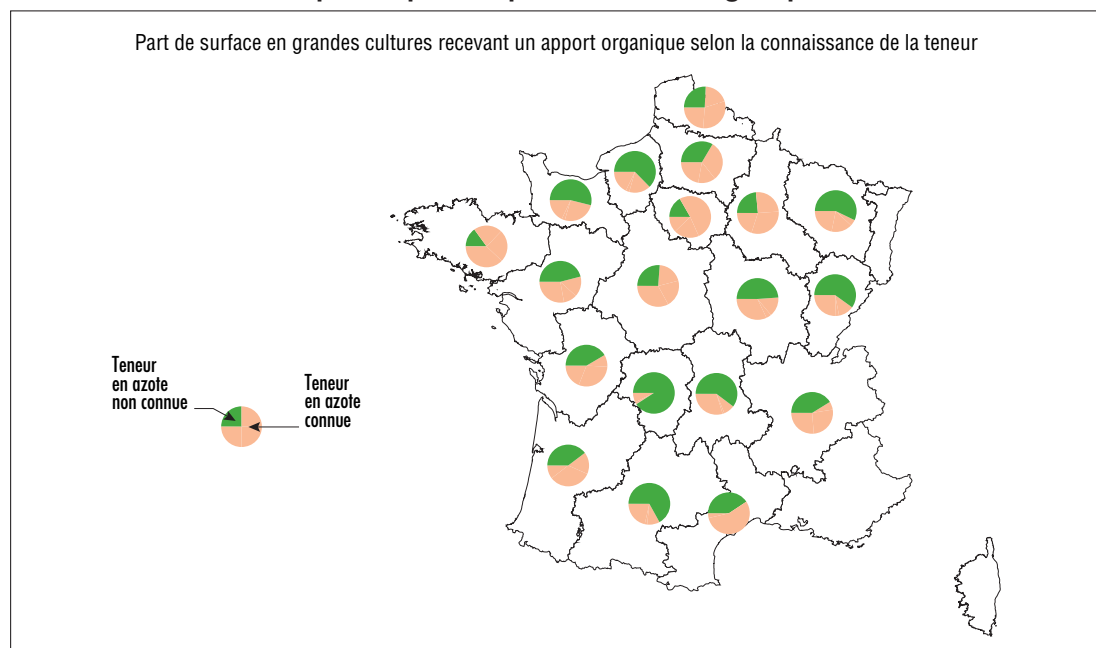 Part de surface en grandes cultures recevant un apport organique selon la connaissance de la teneur
Teneur
en azote
non connue
Teneur
en azote
connue